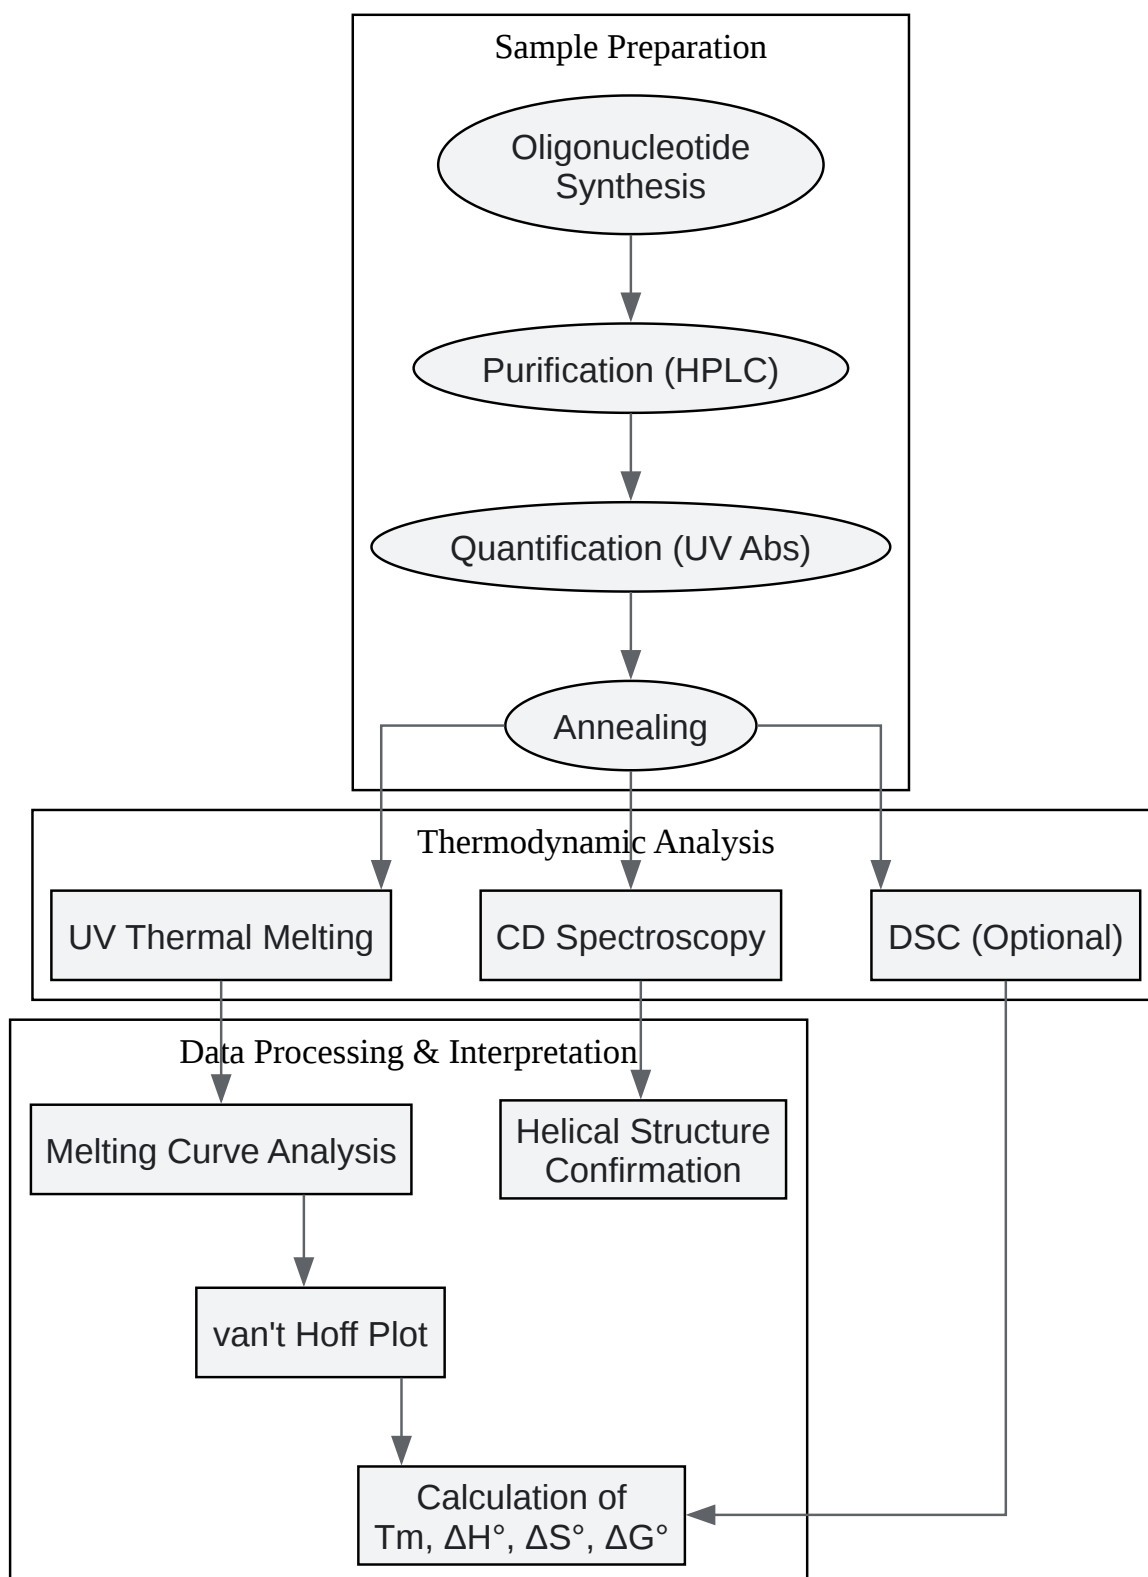 Sample Preparation
Oligonucleotide
Synthesis
Purification (HPLC)
Quantification (UV Abs)
Annealing
Thermodynamic Analysis
UV Thermal Melting
CD Spectroscopy
DSC (Optional)
Data Processing & Interpretation
Melting Curve Analysis
Helical Structure
Confirmation
van't Hoff Plot
Calculation of
Tm, ΔH°, ΔS°, ΔG°